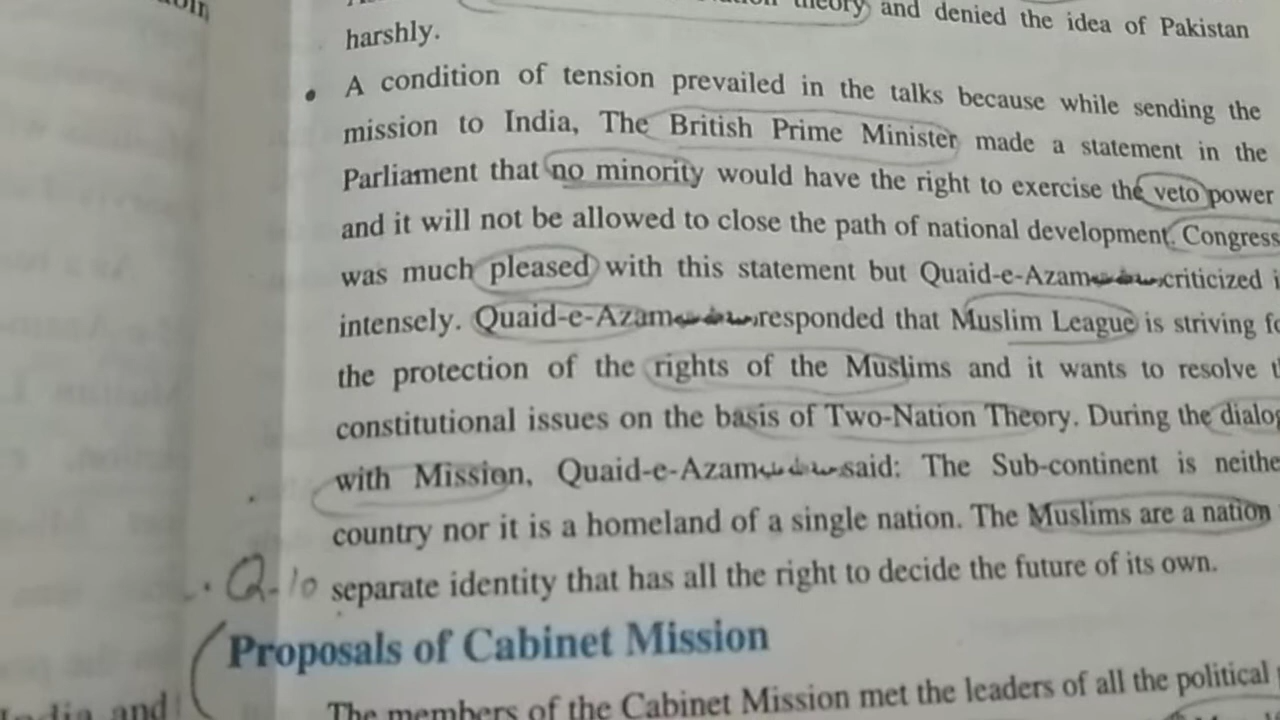 theory and denied the idea of Pakistan
harshly.
• A condition of tension prevailed in the talks because while sending the
mission to India, The British Prime Minister made a statement in the
Parliament that no minority would have the right to exercise the veto power
and it will not be allowed to close the path of national development. Congress
was much pleased with this statement but Quaid-e-Azam criticized i
intensely. Quaid-e-Azam responded that Muslim League is striving fo
the protection of the rights of the Muslims and it wants to resolve t
constitutional issues on the basis of Two-Nation Theory. During the dialog
with Mission, Quaid-e-Azam said: The Sub-continent is neithe
country nor it is a homeland of a single nation. The Muslims are a nation
Q-10 separate identity that has all the right to decide the future of its own.
Proposals of Cabinet Mission
The members of the Cabinet Mission met the leaders of all the political
India and